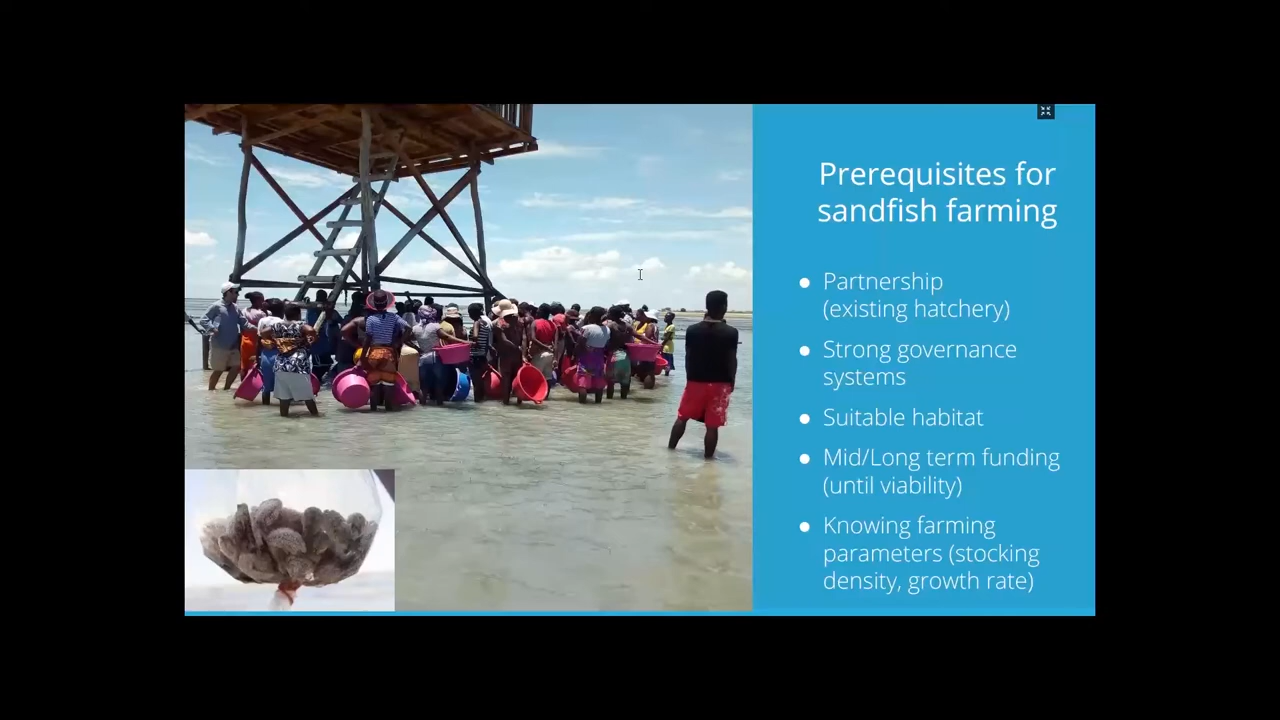 Prerequisites for
sandfish farming
● Partnership
(existing hatchery)
● Strong governance
systems
● Suitable habitat
● Mid/Long term funding
(until viability)
● Knowing farming
parameters (stocking
density, growth rate)